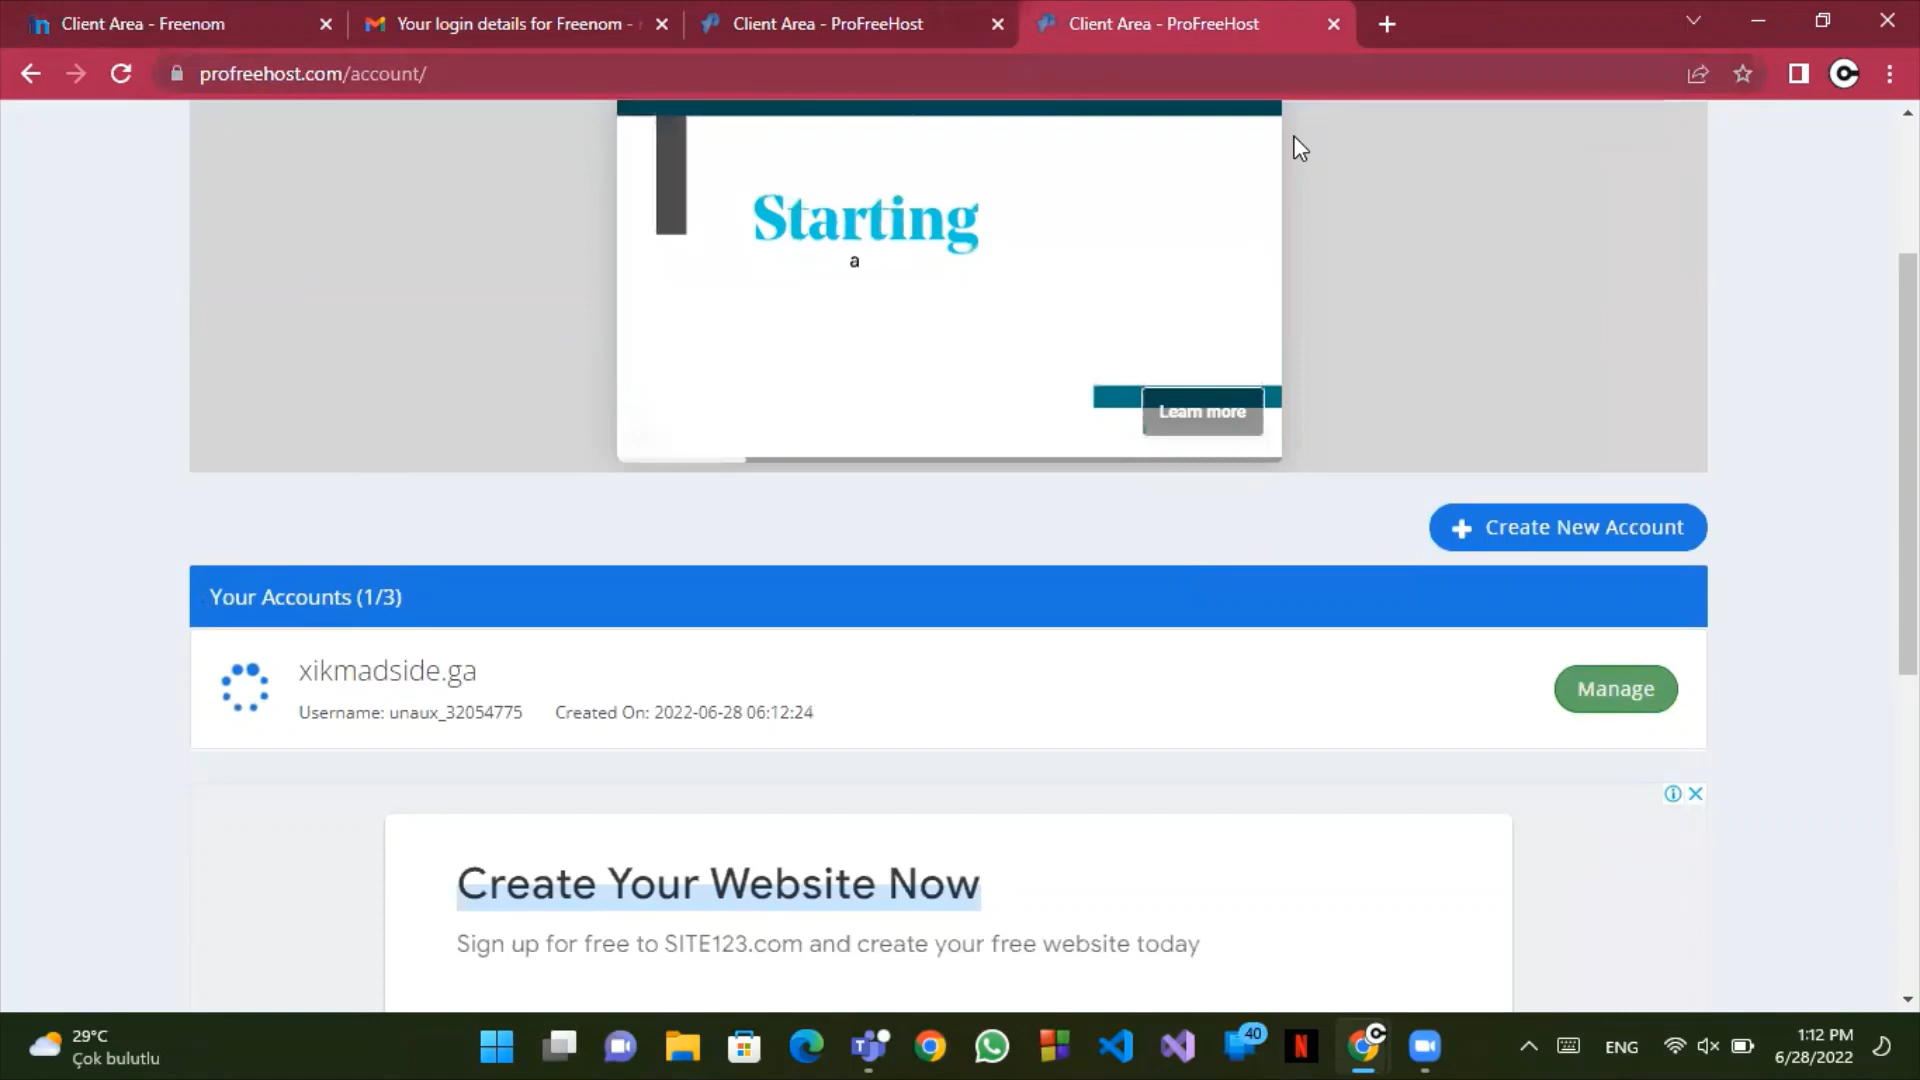 Client Area - Freenom
Your login details for Freenom -
Client Area - ProFreeHost
Client Area - ProFreeHost
profreehost.com/account/
Starting
a
Learn more
Create New Account
Your Accounts (1/3)
xikmadside.ga
Username: unaux_32054775 Created On: 2022-06-28 06:12:24
Manage
Create Your Website Now
Sign up for free to SITE123.com and create your free website today
29°C
Çok bulutlu
40
ENG
1:12 PM
6/28/2022